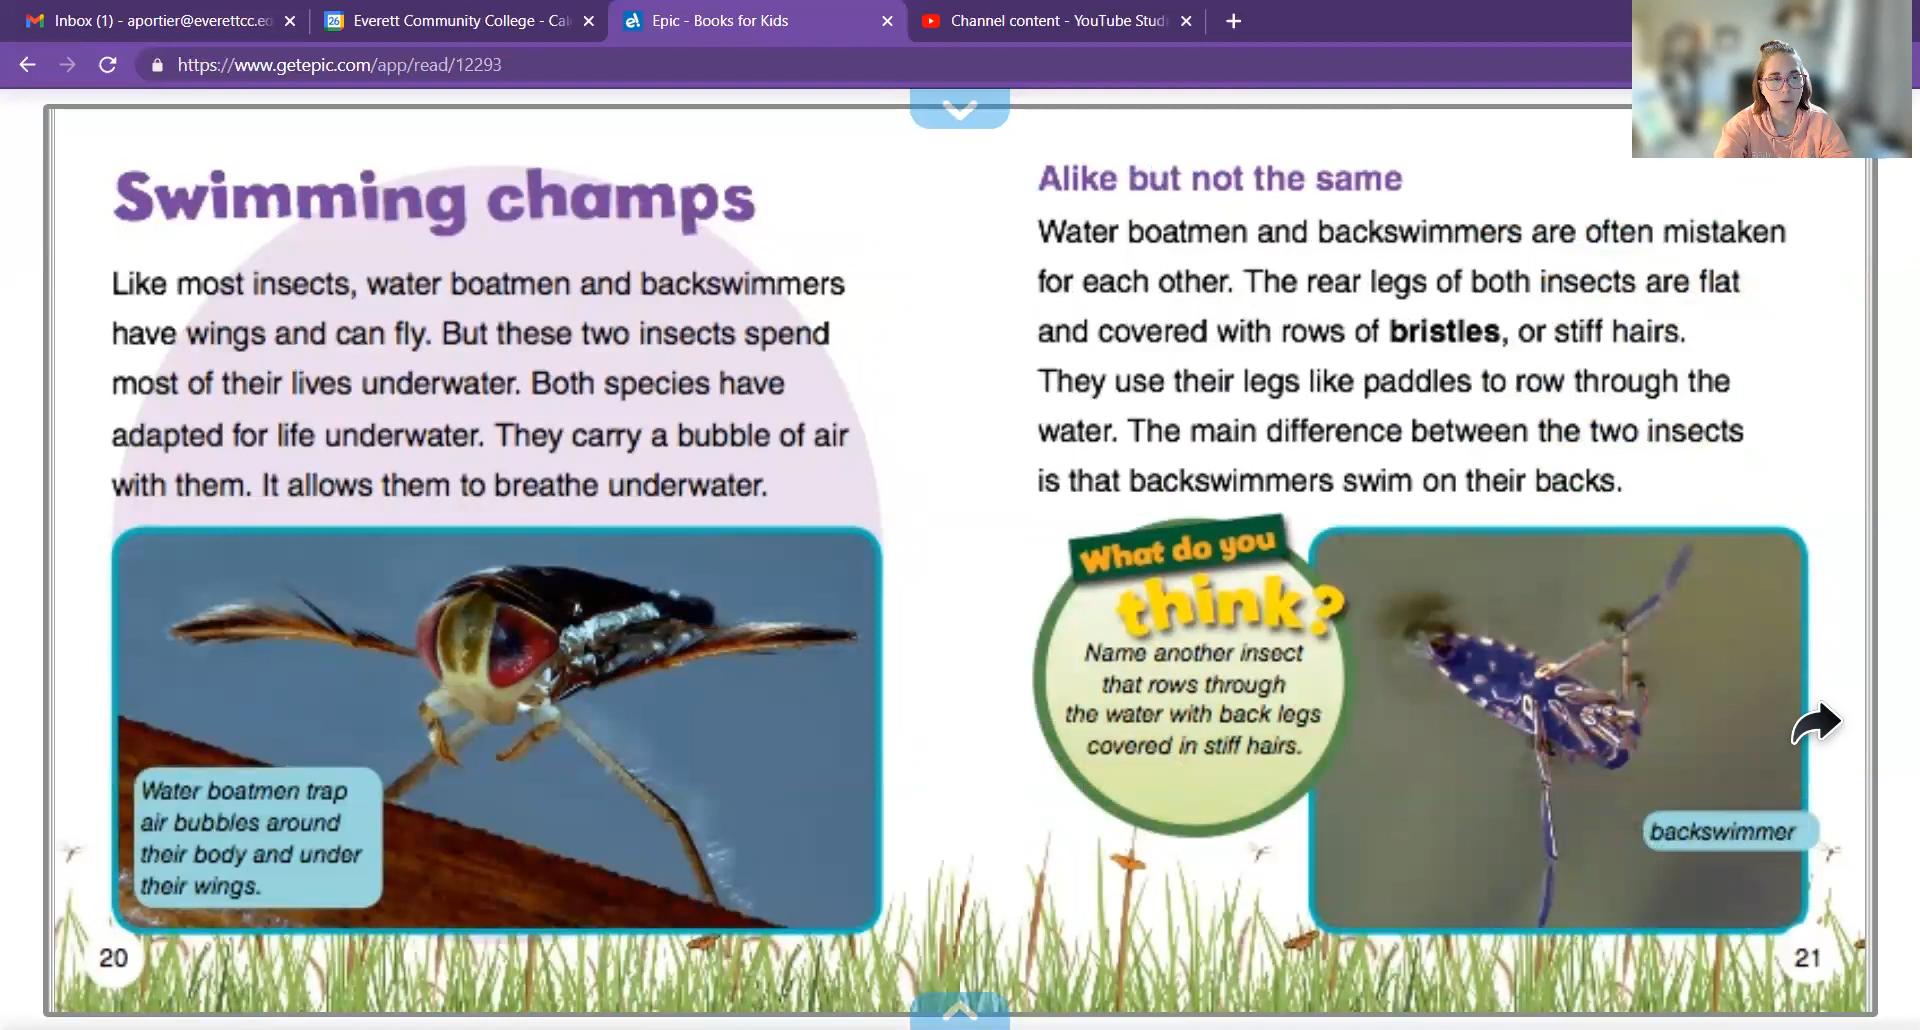 Inbox (1) - aportier@everettcc.ed
Everett Community College - Cal
Epic - Books for Kids
Channel content - YouTube Stud
https://www.getepic.com/app/read/12293
Swimming champs
Like most insects, water boatmen and backswimmers
have wings and can fly. But these two insects spend
most of their lives underwater. Both species have
adapted for life underwater. They carry a bubble of air
with them. It allows them to breathe underwater.
Water boatmen trap
air bubbles around
their body and under
their wings.
20
Alike but not the same
Water boatmen and backswimmers are often mistaken
for each other. The rear legs of both insects are flat
and covered with rows of bristles, or stiff hairs.
They use their legs like paddles to row through the
water. The main difference between the two insects
is that backswimmers swim on their backs.
What do you
think?
Name another insect
that rows through
the water with back legs
covered in stiff hairs.
backswimmer
21